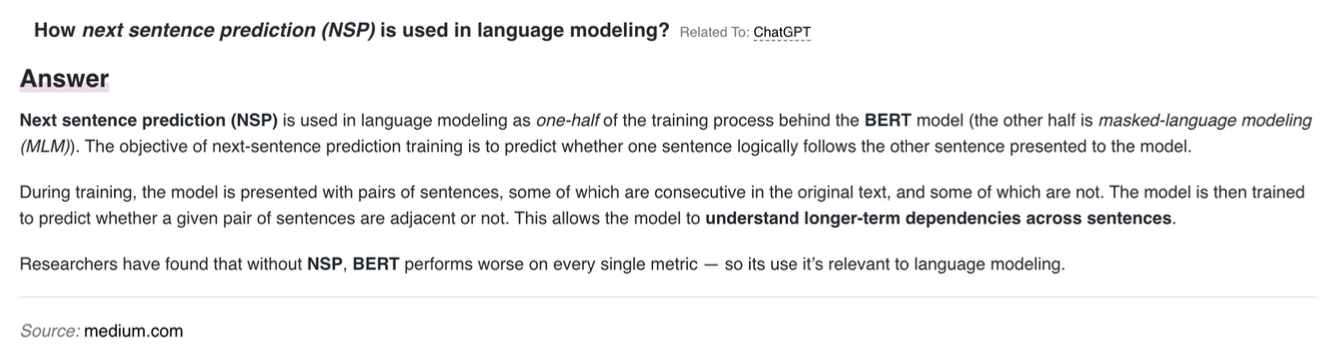 How next sentence prediction (NSP) is used in language modeling? Related To: ChatGPT
Answer
Next sentence prediction (NSP) is used in language modeling as one-half of the training process behind the BERT model (the other half is masked-language modeling
(MLM)). The objective of next-sentence prediction training is to predict whether one sentence logically follows the other sentence presented to the model.
During training, the model is presented with pairs of sentences, some of which are consecutive in the original text, and some of which are not. The model is then trained
to predict whether a given pair of sentences are adjacent or not. This allows the model to understand longer-term dependencies across sentences.
Researchers have found that without NSP, BERT performs worse on every single metric — so its use it's relevant to language modeling.
Source: medium.com